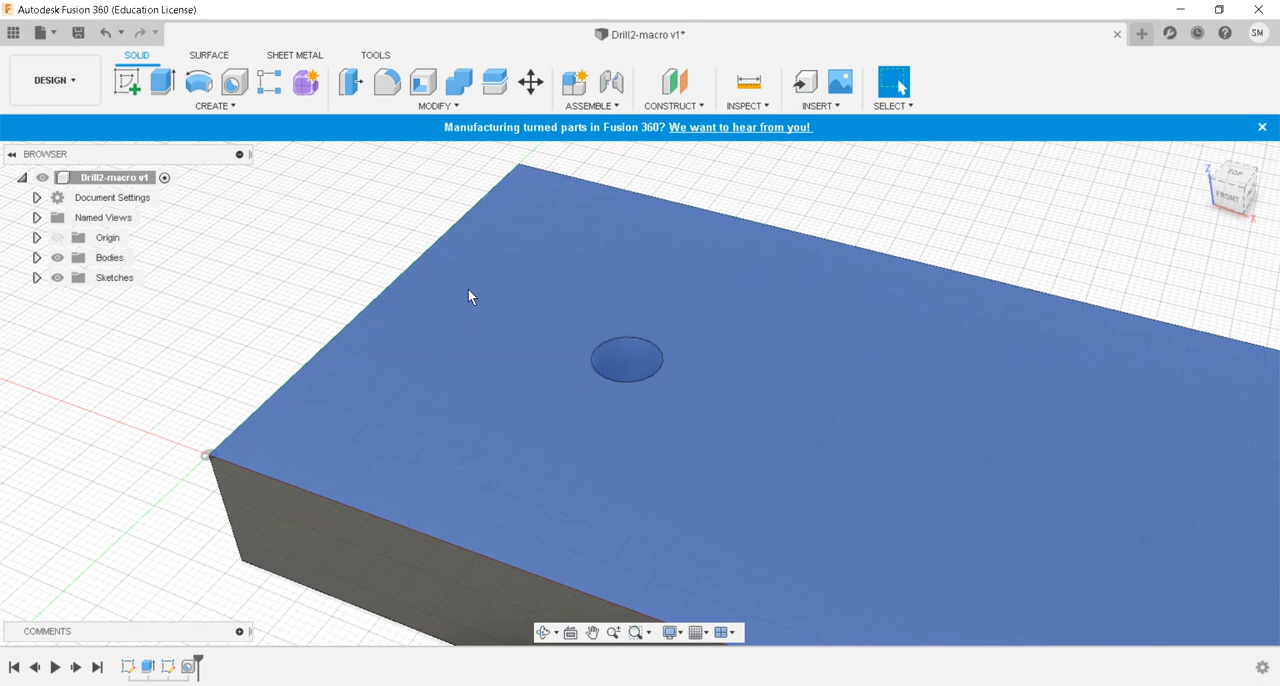 Autodesk Fusion 360 (Education License)
Drill2-macro v1*
SM
DESIGN
SOLID
SURFACE
SHEET METAL
TOOLS
CREATE
MODIFY
ASSEMBLE
CONSTRUCT
INSPECT
INSERT
SELECT
Manufacturing turned parts in Fusion 360? We want to hear from you!
BROWSER
Drill2-macro v1
Document Settings
Named Views
Origin
Bodies
Sketches
Z
TOP
FRONT
X
COMMENTS